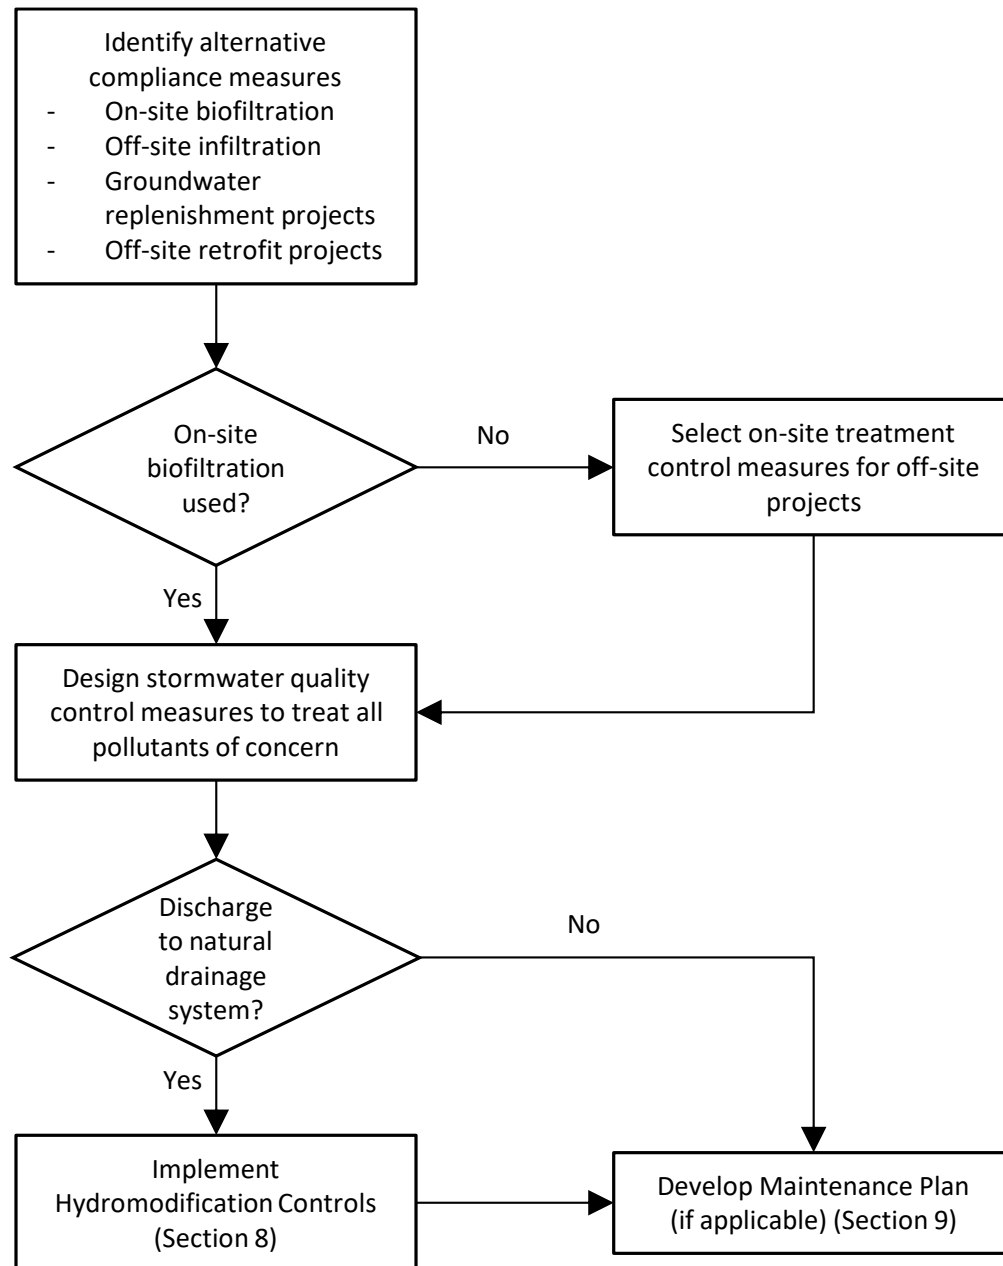 Identify alternative
compliance measures
- On-site biofiltration
- Off-site infiltration
- Groundwater
replenishment projects
- Off-site retrofit projects
On-site
biofiltration
used?
No
Select on-site treatment
control measures for off-site
projects
Yes
Design stormwater quality
control measures to treat all
pollutants of concern
Discharge
to natural
drainage
system?
No
Yes
Implement
Hydromodification Controls
(Section 8)
Develop Maintenance Plan
(if applicable) (Section 9)